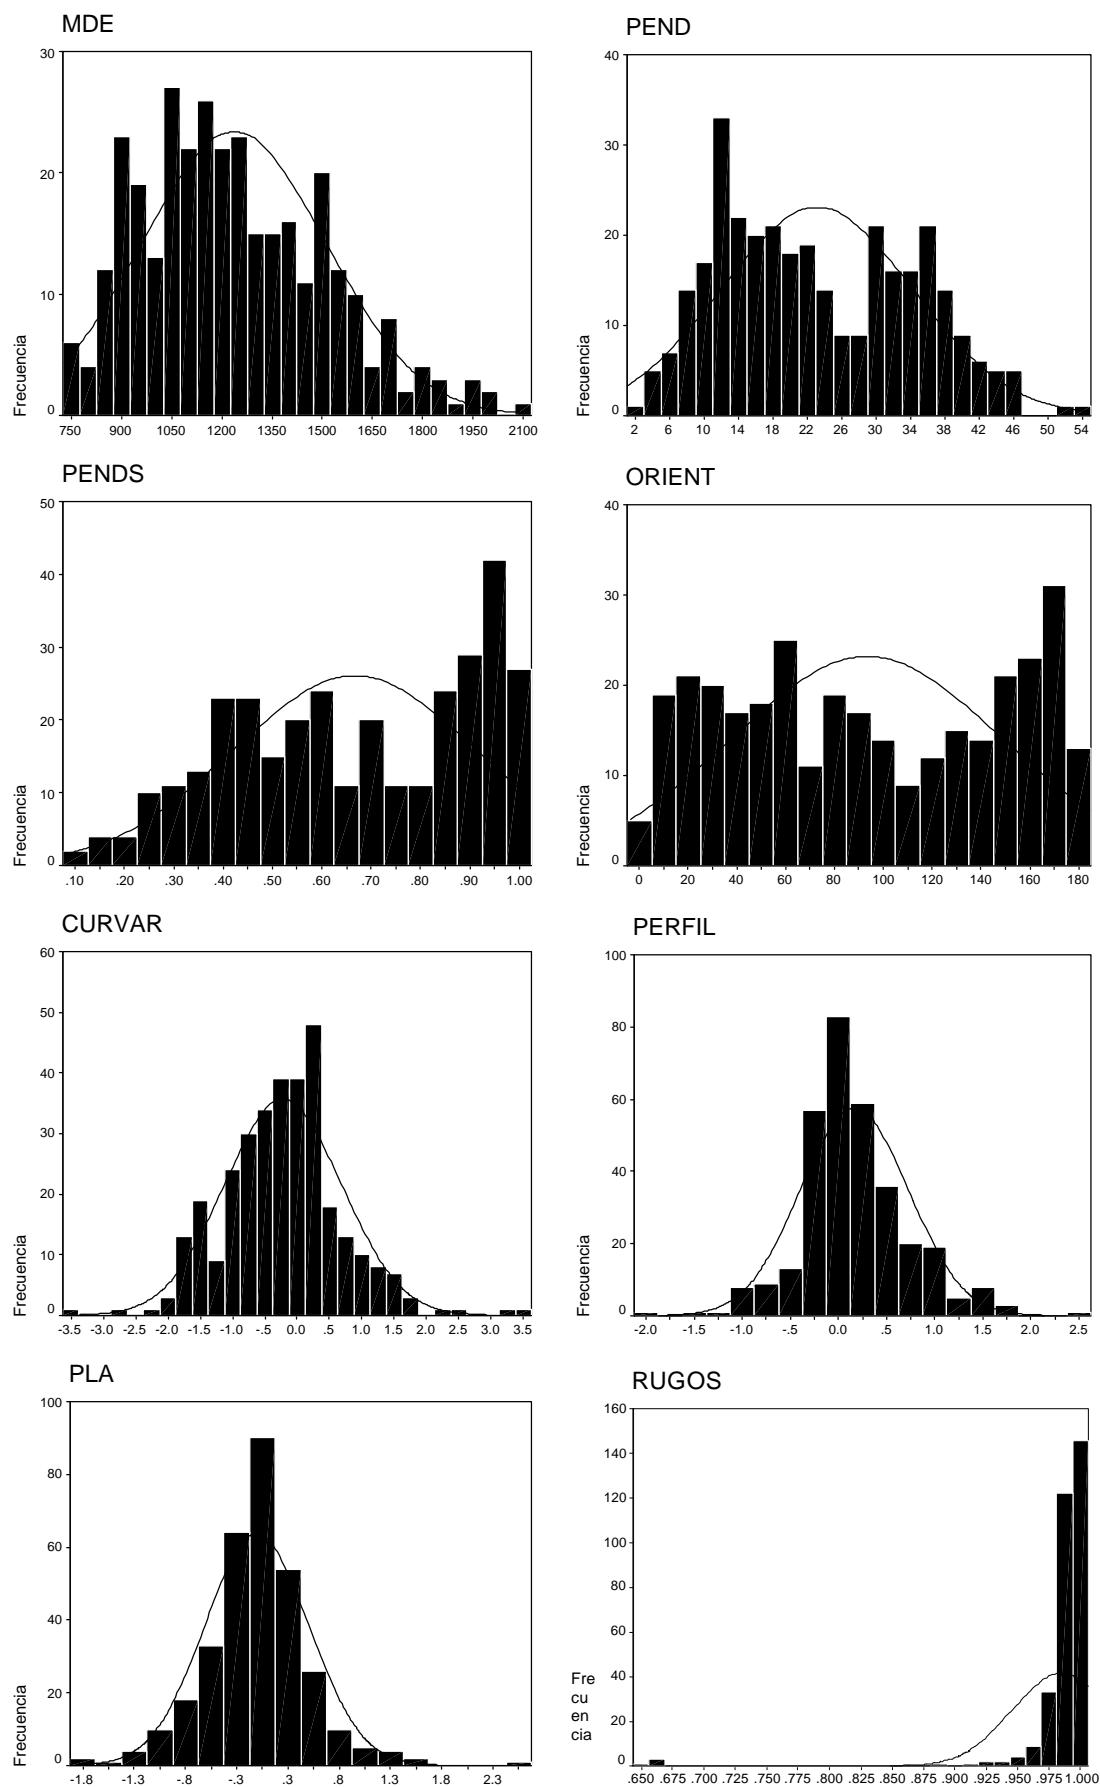 MDE
30
20
10
0
Frecuencia
750 900 1050 1200 1350 1500 1650 1800 1950 2100
PEND
40
30
20
10
0
Frecuencia
2 6 10 14 18 22 26 30 34 38 42 46 50 54
PENDS
50
40
30
20
10
0
Frecuencia
.10 .20 .30 .40 .50 .60 .70 .80 .90 1.00
ORIENT
40
30
20
10
0
Frecuencia
0 20 40 60 80 100 120 140 160 180
CURVAR
60
50
40
30
20
10
0
Frecuencia
-3.5 -3.0 -2.5 -2.0 -1.5 -1.0 -.5 0.0 .5 1.0 1.5 2.0 2.5 3.0 3.5
PERFIL
100
80
60
40
20
0
Frecuencia
-2.0 -1.5 -1.0 -.5 0.0 .5 1.0 1.5 2.0 2.5
PLA
100
80
60
40
20
0
Frecuencia
-1.8 -1.3 -.8 -.3 .3 .8 1.3 1.8 2.3
RUGOS
160
140
120
100
80
60
40
20
0
Fre
cu
en
cia
.650 .675 .700 .725 .750 .775 .800 .825 .850 .875 .900 .925 .950 .975 1.000